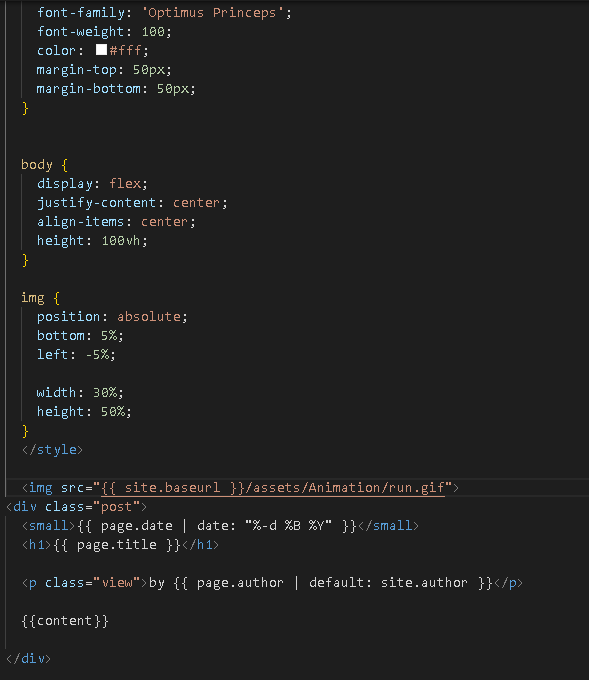 font-family: 'Optimus Princeps';
font-weight: 100;
color: #fff;
margin-top: 50px;
margin-bottom: 50px;
}
body {
display: flex;
justify-content: center;
align-items: center;
height: 100vh;
}
img {
position: absolute;
bottom: 5%;
left: -5%;
width: 30%;
height: 50%;
}
</style>
<img src="{{ site.baseurl }}/assets/Animation/run.gif">
<div class="post">
<small>{{ page.date | date: "%-d %B %Y" }}</small>
<h1>{{ page.title }}</h1>
<p class="view">by {{ page.author | default: site.author }}</p>
{{content}}
</div>